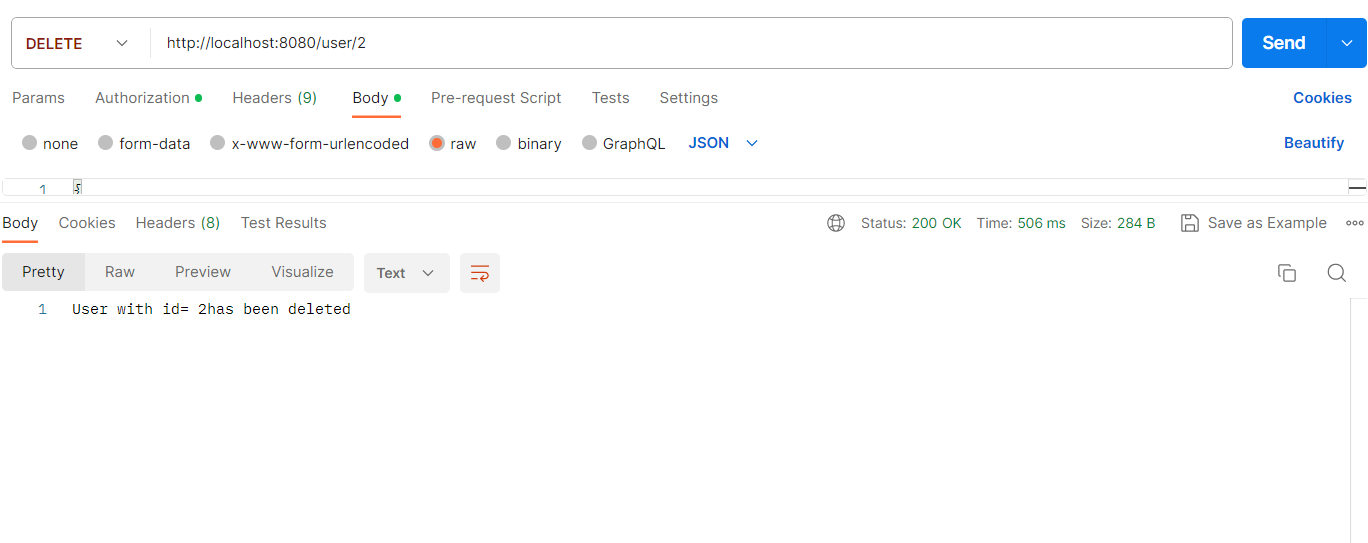 DELETE http://localhost:8080/user/2 Send
Params Authorization Headers (9) Body Pre-request Script Tests Settings Cookies
none form-data x-www-form-urlencoded raw binary GraphQL JSON Beautify
1 {
Body Cookies Headers (8) Test Results Status: 200 OK Time: 506 ms Size: 284 B Save as Example
Pretty Raw Preview Visualize Text
1 User with id= 2has been deleted